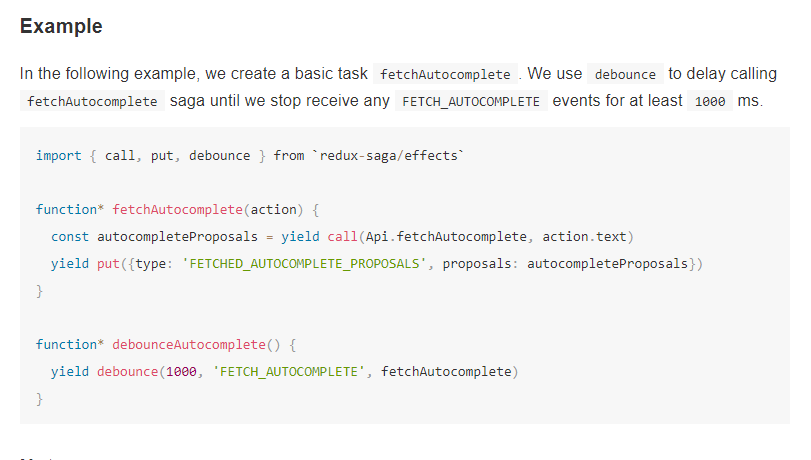 Example
In the following example, we create a basic task fetchAutocomplete . We use debounce to delay calling
fetchAutocomplete saga until we stop receive any FETCH_AUTOCOMPLETE events for at least 1000 ms.
import { call, put, debounce } from `redux-saga/effects`
function* fetchAutocomplete(action) {
const autocompleteProposals = yield call(Api.fetchAutocomplete, action.text)
yield put({type: 'FETCHED_AUTOCOMPLETE_PROPOSALS', proposals: autocompleteProposals})
}
function* debounceAutocomplete() {
yield debounce(1000, 'FETCH_AUTOCOMPLETE', fetchAutocomplete)
}